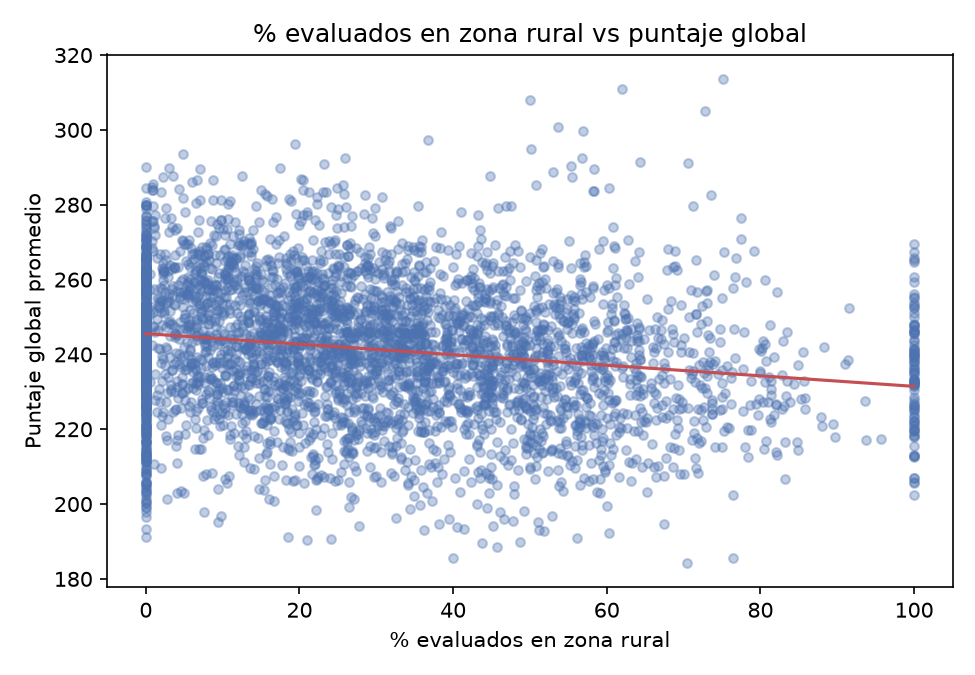 % evaluados en zona rural vs puntaje global
320
300
280
260
240
220
200
180
Puntaje global promedio
0 20 40 60 80 100
% evaluados en zona rural